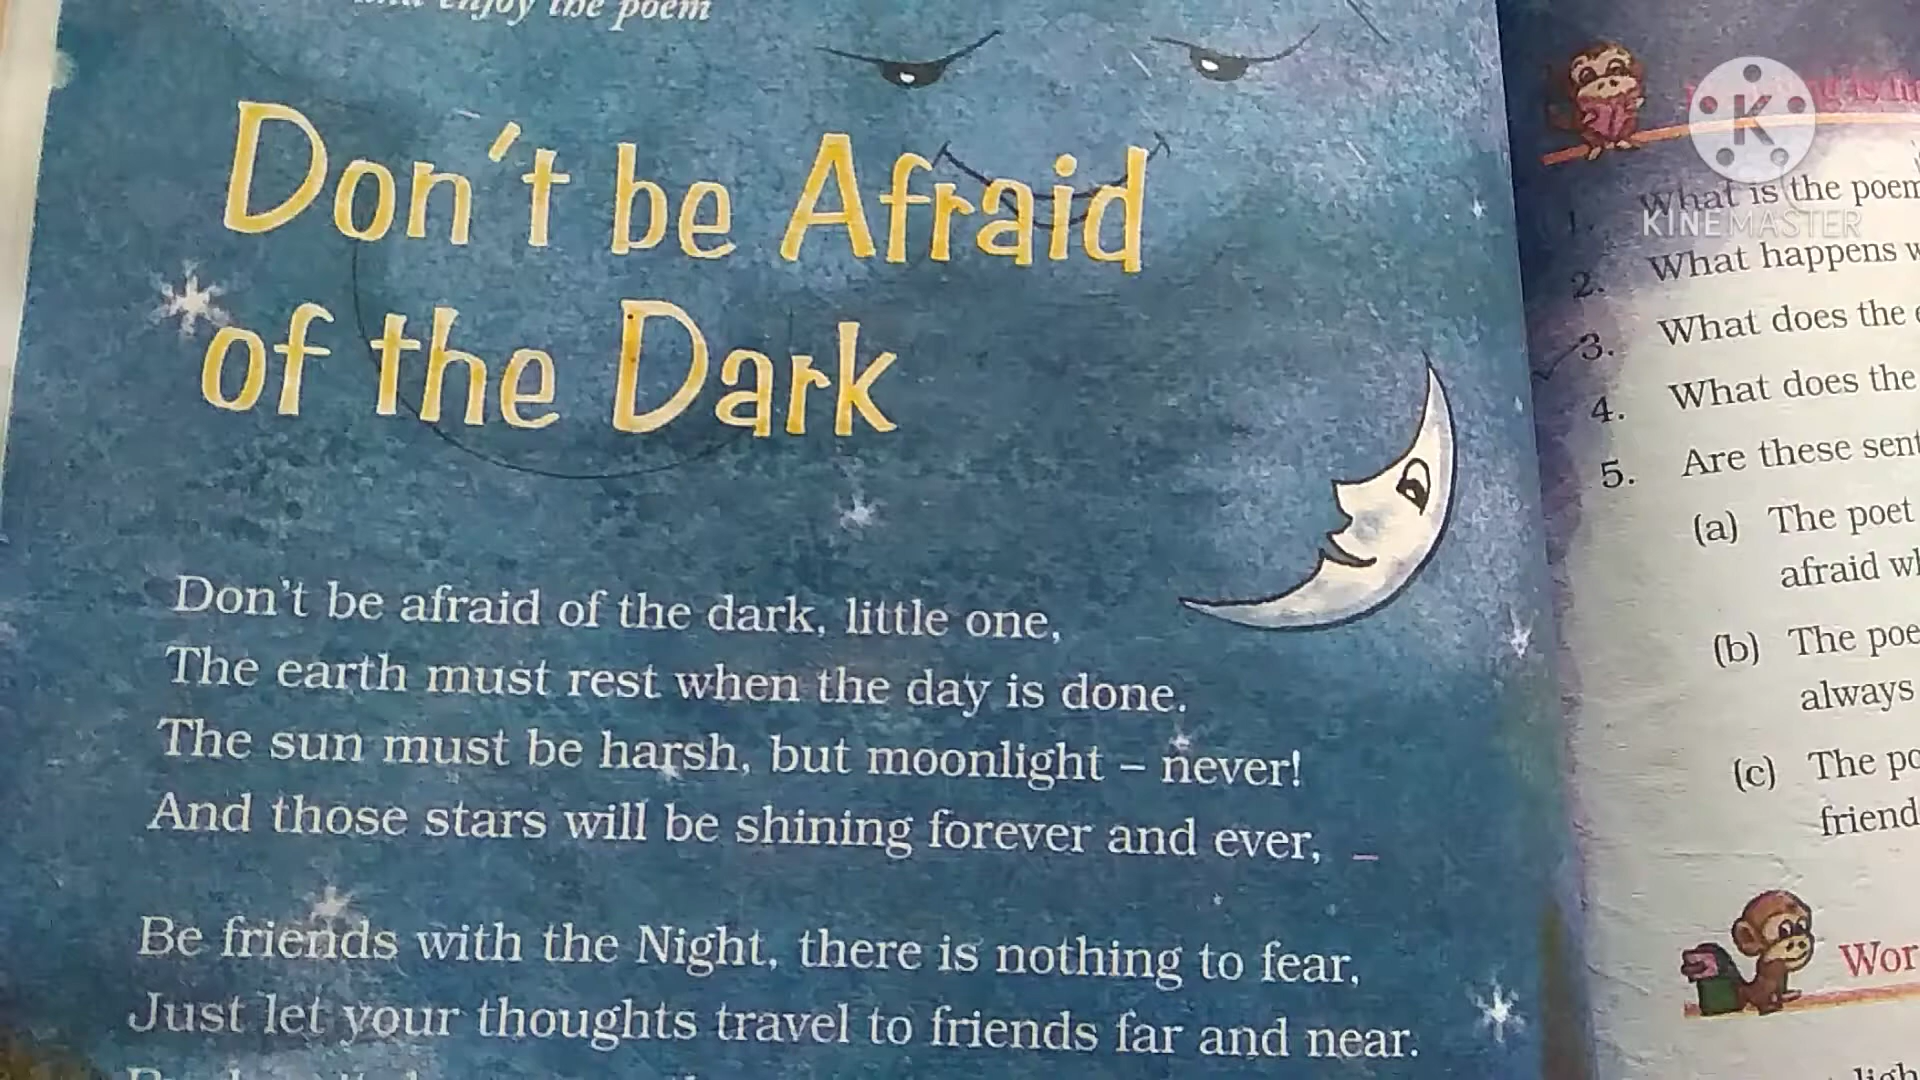 enjoy the poem
Don't be Afraid
of the Dark
Don't be afraid of the dark, little one,
The earth must rest when the day is done.
The sun must be harsh, but moonlight – never!
And those stars will be shining forever and ever,
Be friends with the Night, there is nothing to fear,
Just let your thoughts travel to friends far and near.
K
KINEMASTER
1. What is the poem
2. What happens
3. What does the
4. What does the
5. Are these
(a) The poet
afraid
(b) The
always
(c) The
friend